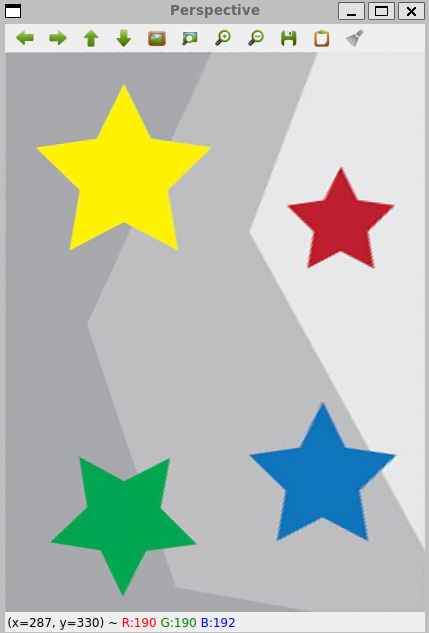 Perspective
(x=287, y=330) ~ R:190 G:190 B:192